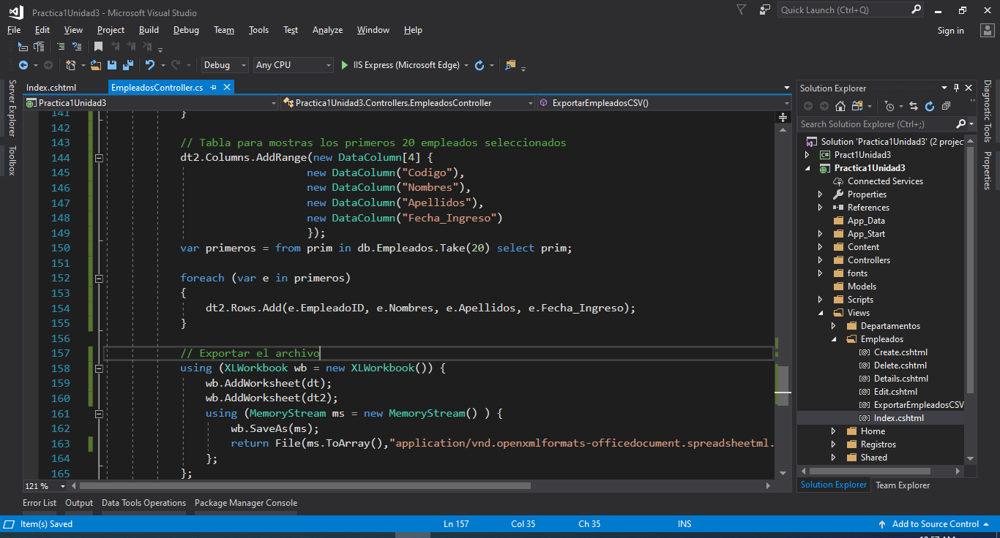 Practica1Unidad3 - Microsoft Visual Studio
Quick Launch (Ctrl+Q)
File Edit View Project Build Debug Team Tools Test Analyze Window Help
Sign in
Debug Any CPU IIS Express (Microsoft Edge)
Server Explorer
Toolbox
Index.cshtml EmpleadosController.cs
Practica1Unidad3 Practica1Unidad3.Controllers.EmpleadosController ExportarEmpleadosCSV()
141 }
142
143 // Tabla para mostras los primeros 20 empleados seleccionados
144 dt2.Columns.AddRange(new DataColumn[4] {
145 new DataColumn("Codigo"),
146 new DataColumn("Nombres"),
147 new DataColumn("Apellidos"),
148 new DataColumn("Fecha_Ingreso")
149 });
150 var primeros = from prim in db.Empleados.Take(20) select prim;
151
152 foreach (var e in primeros)
153 {
154 dt2.Rows.Add(e.EmpleadoID, e.Nombres, e.Apellidos, e.Fecha_Ingreso);
155 }
156
157 // Exportar el archivo
158 using (XLWorkbook wb = new XLWorkbook()) {
159 wb.AddWorksheet(dt);
160 wb.AddWorksheet(dt2);
161 using (MemoryStream ms = new MemoryStream() ) {
162 wb.SaveAs(ms);
163 return File(ms.ToArray(),"application/vnd.openxmlformats-officedocument.spreadsheetml.
164 };
165 };
121 %
Solution Explorer
Search Solution Explorer (Ctrl+;)
Solution 'Practica1Unidad3' (2 projec
C# Pract1Unidad3
Practica1Unidad3
Connected Services
Properties
References
App_Data
App_Start
Content
Controllers
fonts
Models
Scripts
Views
Departamentos
Empleados
Create.cshtml
Delete.cshtml
Details.cshtml
Edit.cshtml
ExportarEmpleadosCSV
Index.cshtml
Home
Registros
Shared
Solution Explorer Team Explorer
Diagnostic Tools
Properties
Error List Output Data Tools Operations Package Manager Console
Item(s) Saved Ln 157 Col 35 Ch 35 INS Add to Source Control